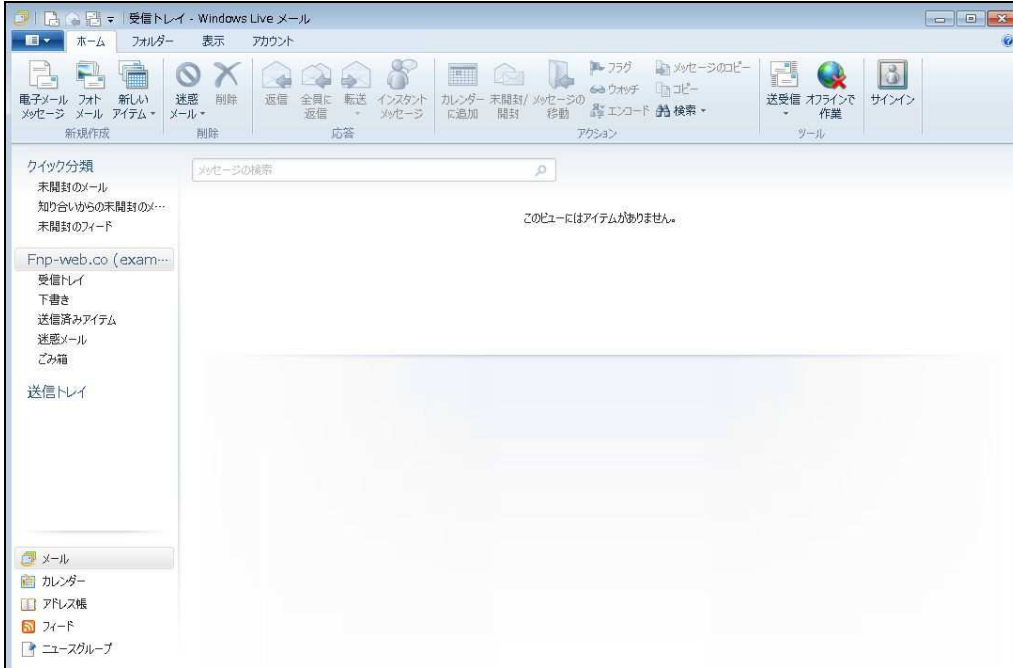 受信トレイ - Windows Live メール
ホーム フォルダー 表示 アカウント
電子メール メッセージ
フォト メール
新しい アイテム
新規作成
迷惑 メール
削除
削除
返信
全員に 返信
転送
インスタント メッセージ
応答
カレンダー に追加
未開封/ 開封
メッセージの 移動
フラグ
ウォッチ
エンコード
メッセージのコピー
コピー
検索
アクション
送受信
オフラインで 作業
ツール
サインイン
クイック分類
未開封のメール
知り合いからの未開封のメ…
未開封のフィード
Fnp-web.co (exam…
受信トレイ
下書き
送信済みアイテム
迷惑メール
ごみ箱
送信トレイ
メッセージの検索
このビューにはアイテムがありません。
メール
カレンダー
アドレス帳
フィード
ニュースグループ